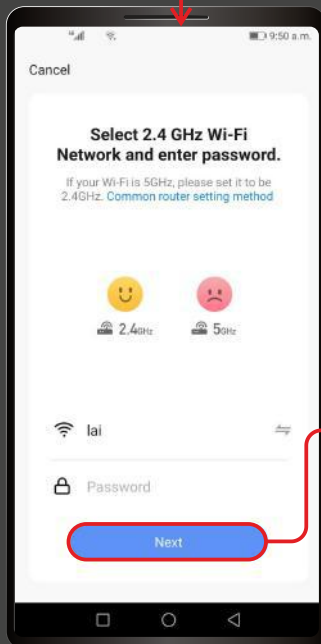 9:50 a.m.
Cancel
Select 2.4 GHz Wi-Fi
Network and enter password.
If your Wi-Fi is 5GHz, please set it to be
2.4GHz. Common router setting method
2.4GHz
5GHz
lai
Password
Next